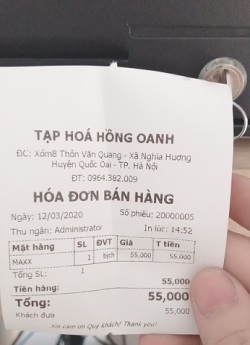 TẠP HOÁ HỒNG OANH
ĐC: Xóm8 Thôn Văn Quang - Xã Nghĩa Hương
Huyện Quốc Oai - TP. Hà Nội
ĐT: 0964.382.009
HÓA ĐƠN BÁN HÀNG
Ngày: 12/03/2020 Số phiếu: 20000005
Thu ngân: Administrator In lúc: 14:52
Mặt hàng SL ĐVT Giá T tiền
MAXX 1 bịch 55,000 55,000
Tổng SL: 1
Tiền hàng: 55,000
Tổng: 55,000
Khách đưa 55,000
Xin cảm ơn Quý khách/ Thank you!